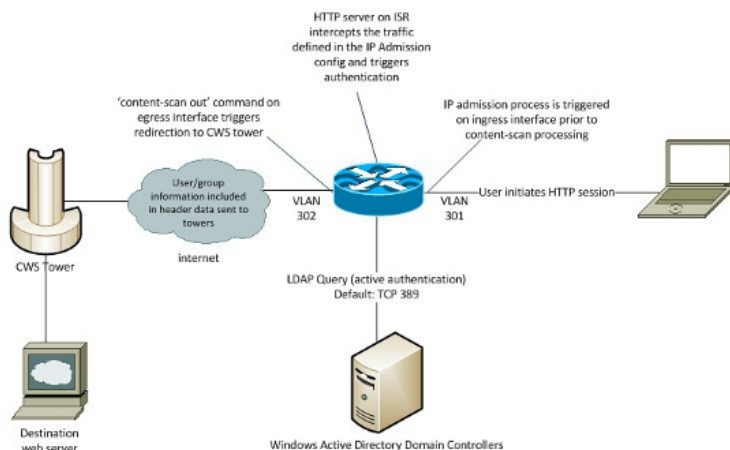 HTTP server on ISR
intercepts the traffic
defined in the IP Admission
config and triggers
authentication
'content-scan out' command on
egress interface triggers
redirection to CWS tower
IP admission process is triggered
on ingress interface prior to
content-scan processing
User/group
information included
in header data sent to
towers
internet
VLAN
302
VLAN
301
User initiates HTTP session
CWS Tower
LDAP Query (active authentication)
Default: TCP 389
Destination
web server
Windows Active Directory Domain Controllers